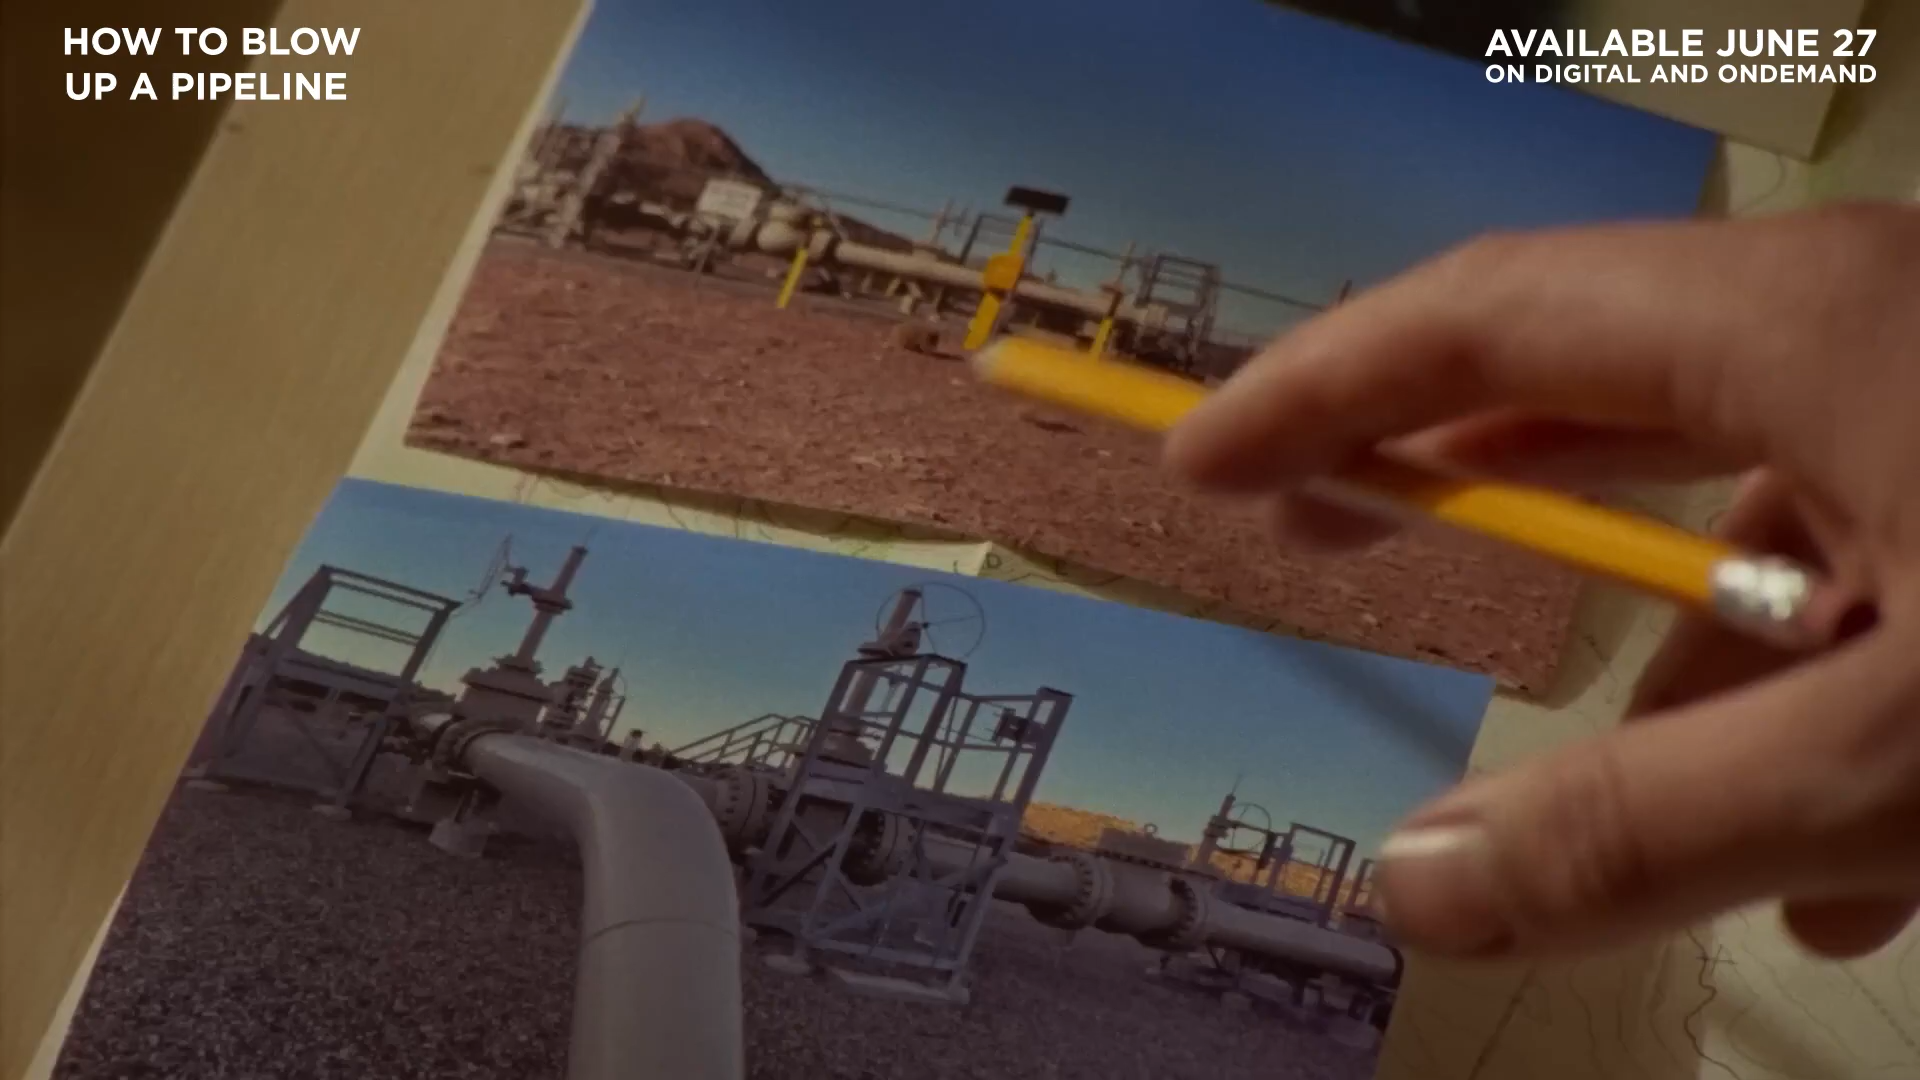 HOW TO BLOW
UP A PIPELINE
AVAILABLE JUNE 27
ON DIGITAL AND ONDEMAND